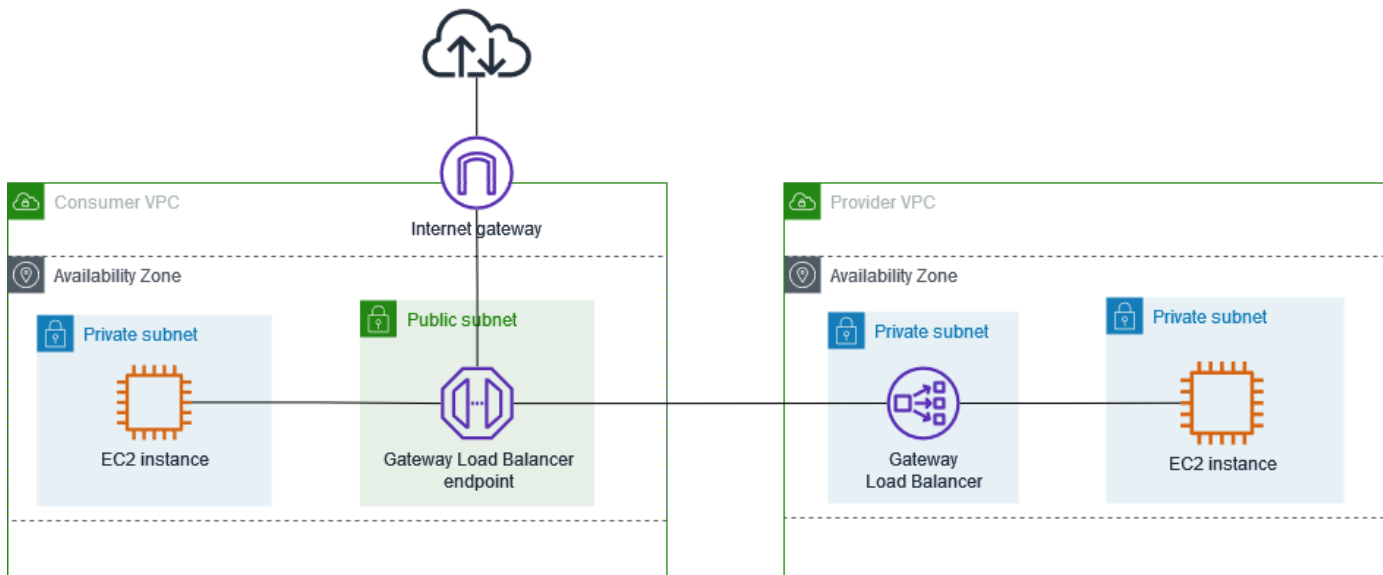 Consumer VPC
Internet gateway
Availability Zone
Private subnet
EC2 instance
Public subnet
Gateway Load Balancer
endpoint
Provider VPC
Availability Zone
Private subnet
Gateway
Load Balancer
Private subnet
EC2 instance